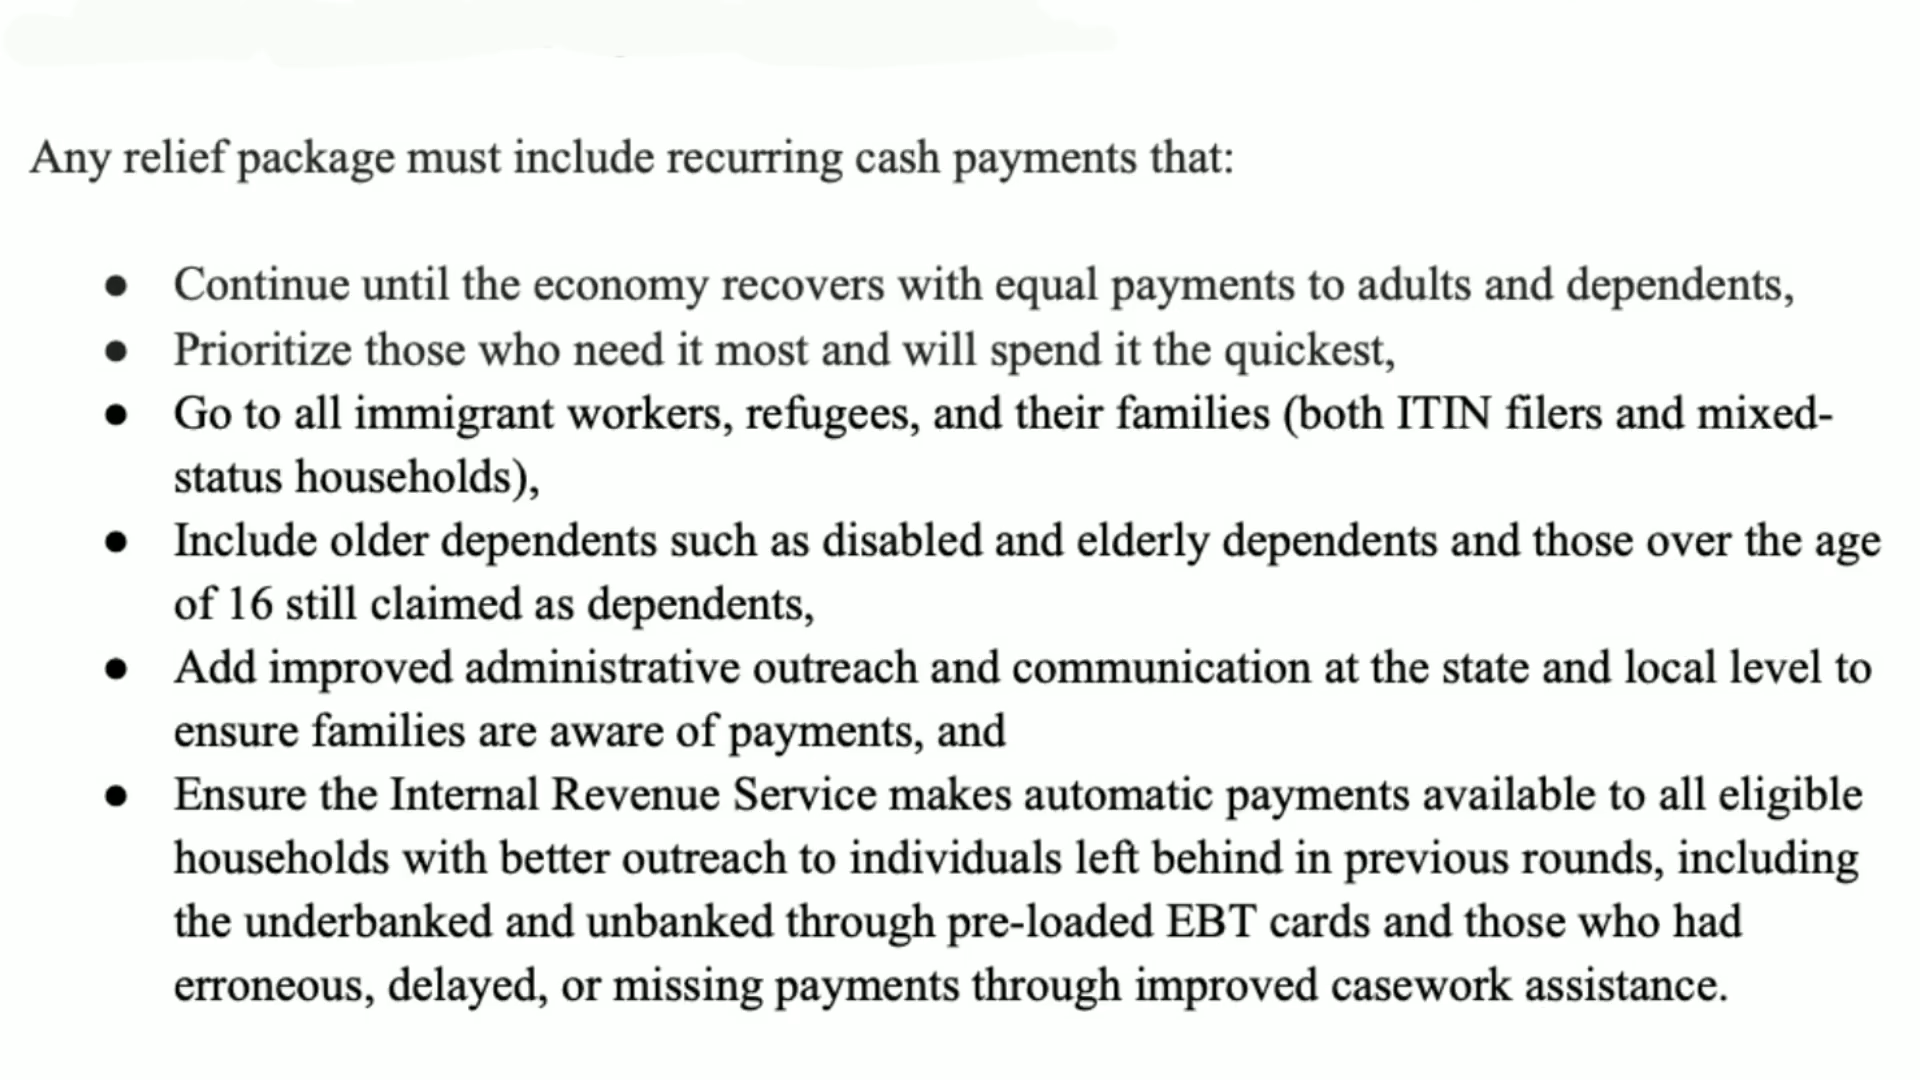 Any relief package must include recurring cash payments that:
● Continue until the economy recovers with equal payments to adults and dependents,
● Prioritize those who need it most and will spend it the quickest,
● Go to all immigrant workers, refugees, and their families (both ITIN filers and mixed-
status households),
● Include older dependents such as disabled and elderly dependents and those over the age
of 16 still claimed as dependents,
● Add improved administrative outreach and communication at the state and local level to
ensure families are aware of payments, and
● Ensure the Internal Revenue Service makes automatic payments available to all eligible
households with better outreach to individuals left behind in previous rounds, including
the underbanked and unbanked through pre-loaded EBT cards and those who had
erroneous, delayed, or missing payments through improved casework assistance.